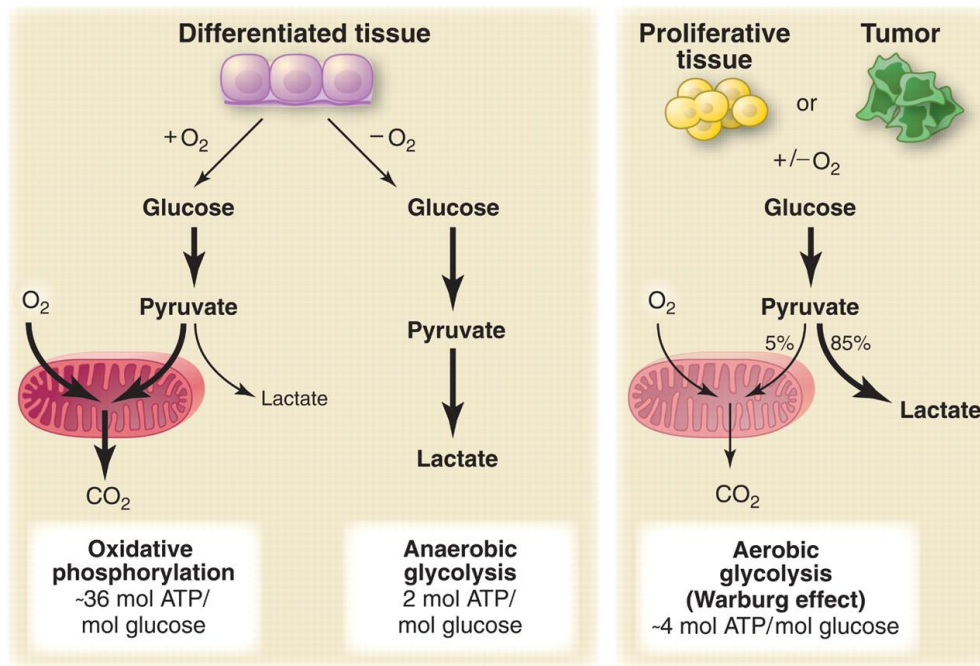 Differentiated tissue
+ O₂
− O₂
Glucose
Glucose
O₂
Pyruvate
Pyruvate
Lactate
Lactate
CO₂
Oxidative
phosphorylation
~36 mol ATP/
mol glucose
Anaerobic
glycolysis
2 mol ATP/
mol glucose
Proliferative
tissue
or
Tumor
+/−O₂
Glucose
O₂
Pyruvate
5%
85%
Lactate
CO₂
Aerobic
glycolysis
(Warburg effect)
~4 mol ATP/mol glucose